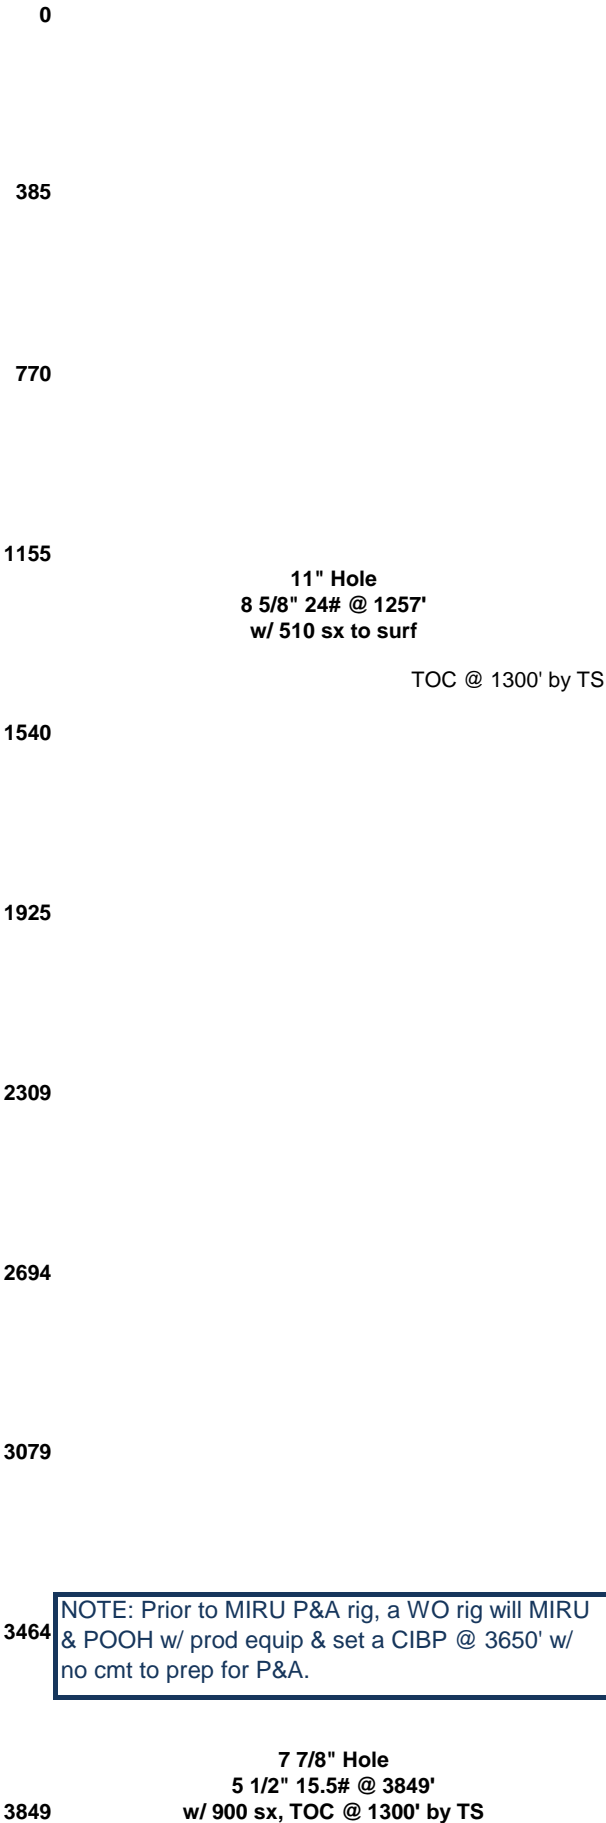 0
385
770
1155
11" Hole
8 5/8" 24# @ 1257'
w/ 510 sx to surf
TOC @ 1300' by TS
1540
1925
2309
2694
3079
3464
NOTE: Prior to MIRU P&A rig, a WO rig will MIRU
& POOH w/ prod equip & set a CIBP @ 3650' w/
no cmt to prep for P&A.
7 7/8" Hole
5 1/2" 15.5# @ 3849'
3849
w/ 900 sx, TOC @ 1300' by TS